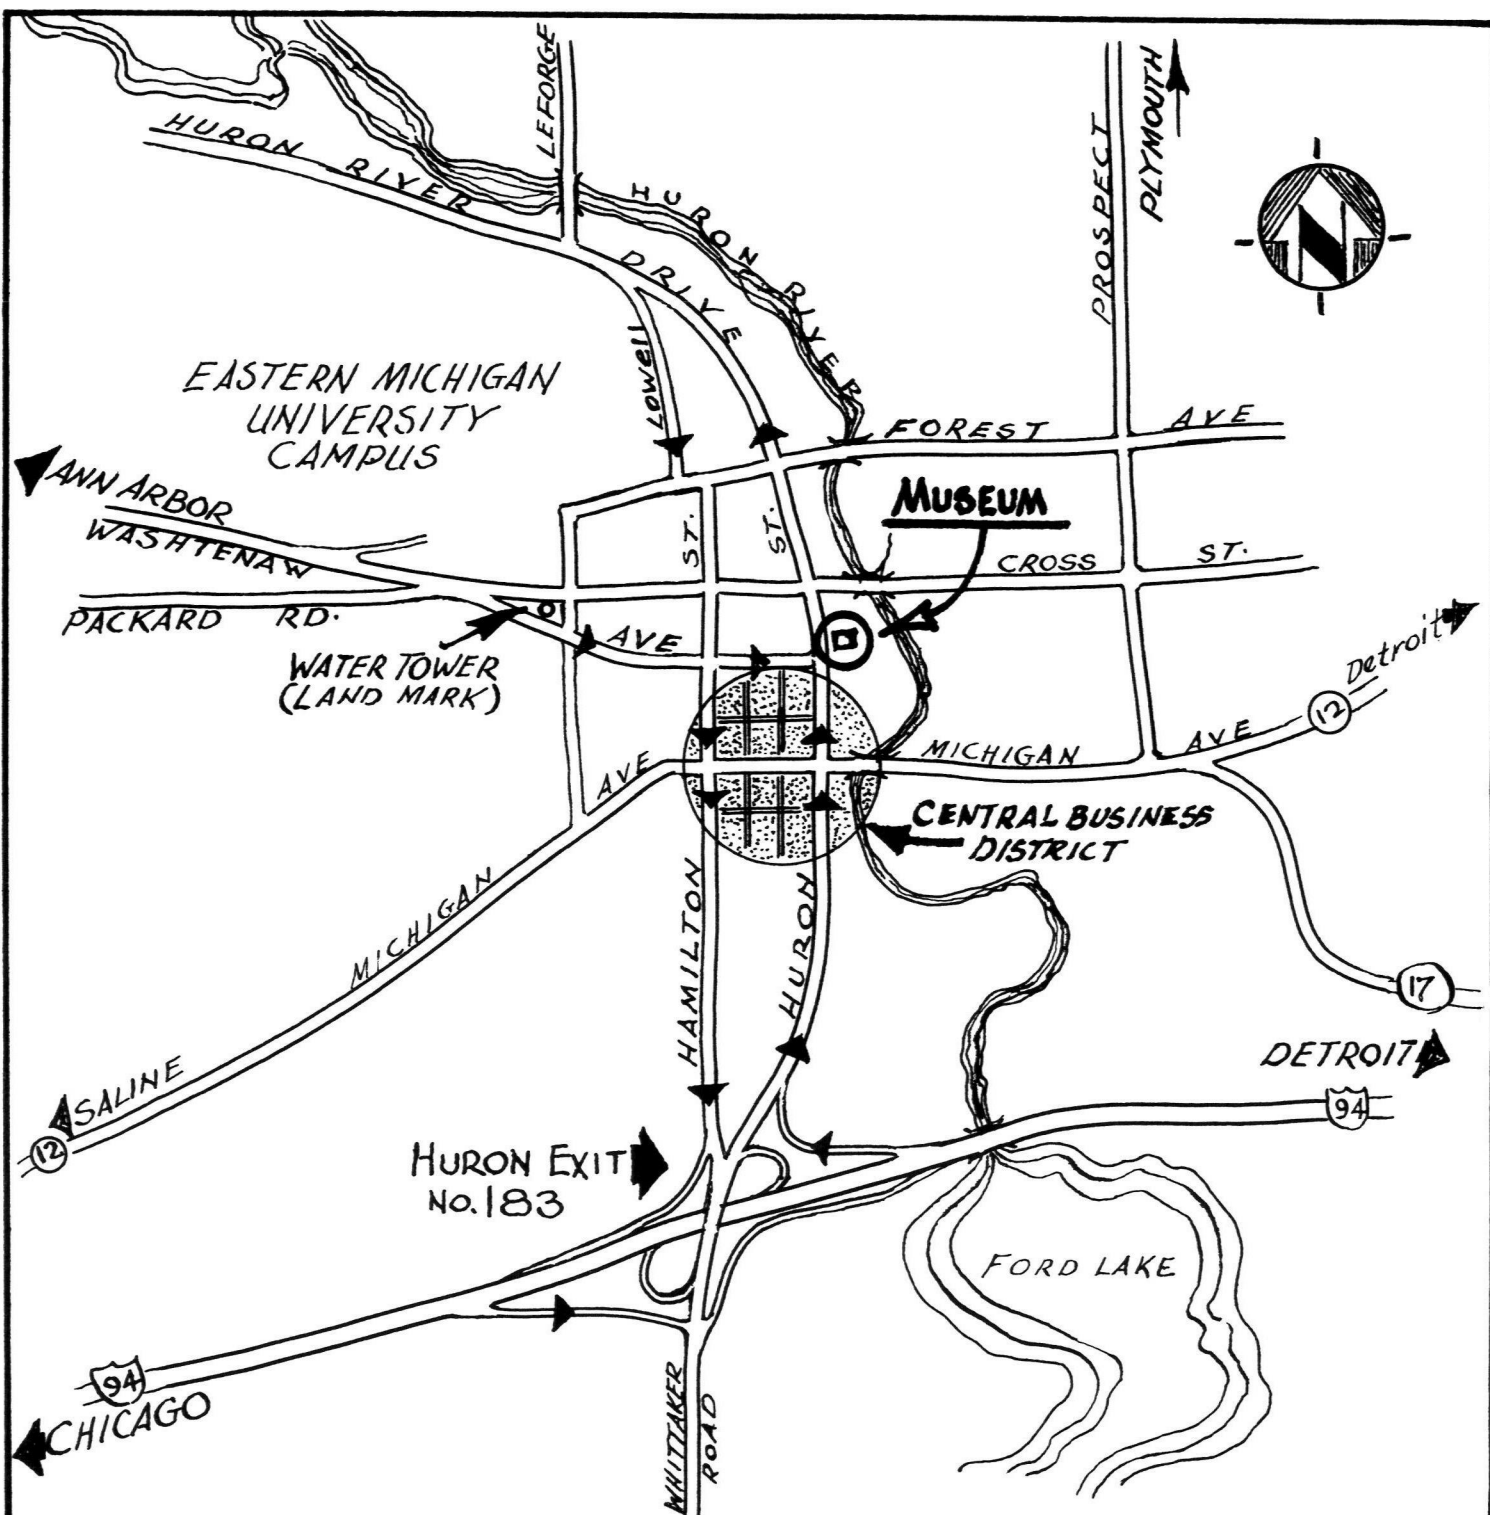 LEFORGE
PLYMOUTH
PROSPECT
HURON RIVER DRIVE
HURON RIVER
N
EASTERN MICHIGAN
UNIVERSITY
CAMPUS
Lowell
FOREST AVE
ANN ARBOR
WASHTENAW
MUSEUM
ST.
ST.
CROSS ST.
PACKARD RD.
AVE
WATER TOWER
(LAND MARK)
Detroit
12
MICHIGAN AVE
AVE
CENTRAL BUSINESS
DISTRICT
MICHIGAN
HAMILTON
HURON
17
SALINE
12
DETROIT
94
HURON EXIT
NO. 183
FORD LAKE
94
CHICAGO
WHITTAKER
ROAD